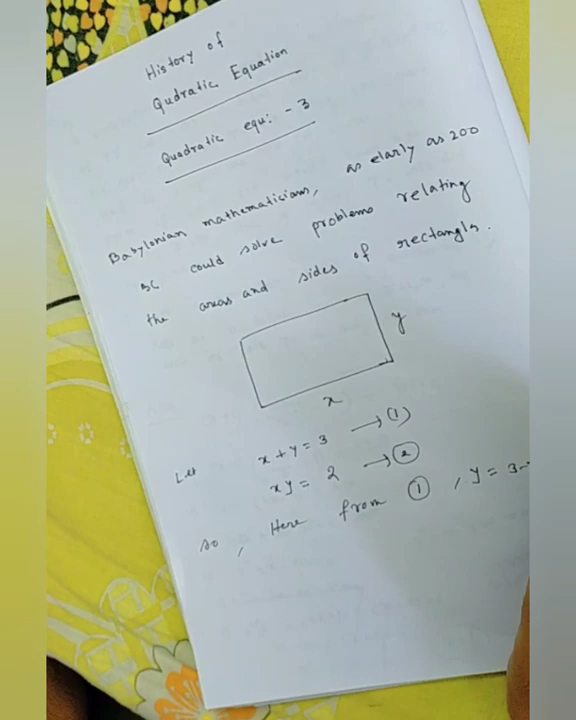 History of
Qudratic Equation
Quadratic equ: - 3
Babylonian mathematicians, as elarly as 200
BC could solve problems relating
the areas and sides of rectangls.
y
x
Let x + y = 3 → (1)
xy = 2 → (2)
so, Here from (1), y = 3-